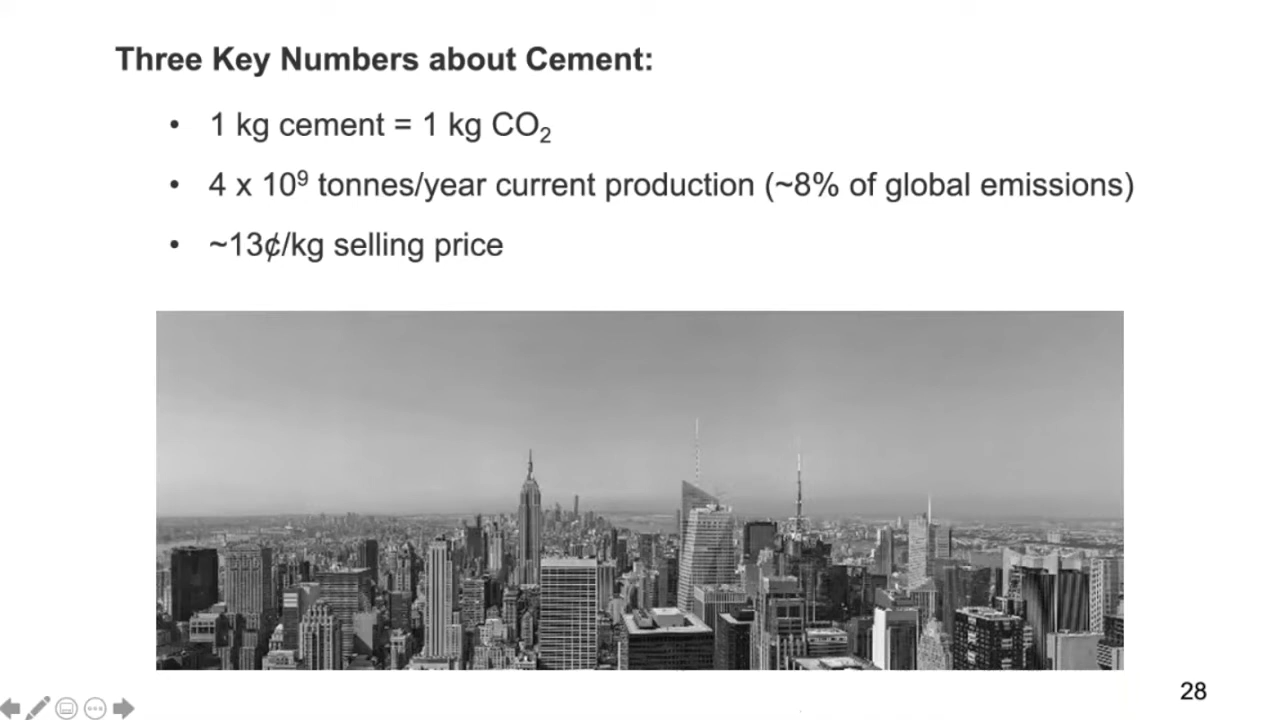 Three Key Numbers about Cement:
• 1 kg cement = 1 kg CO₂
• 4 x 10⁹ tonnes/year current production (~8% of global emissions)
• ~13¢/kg selling price
28